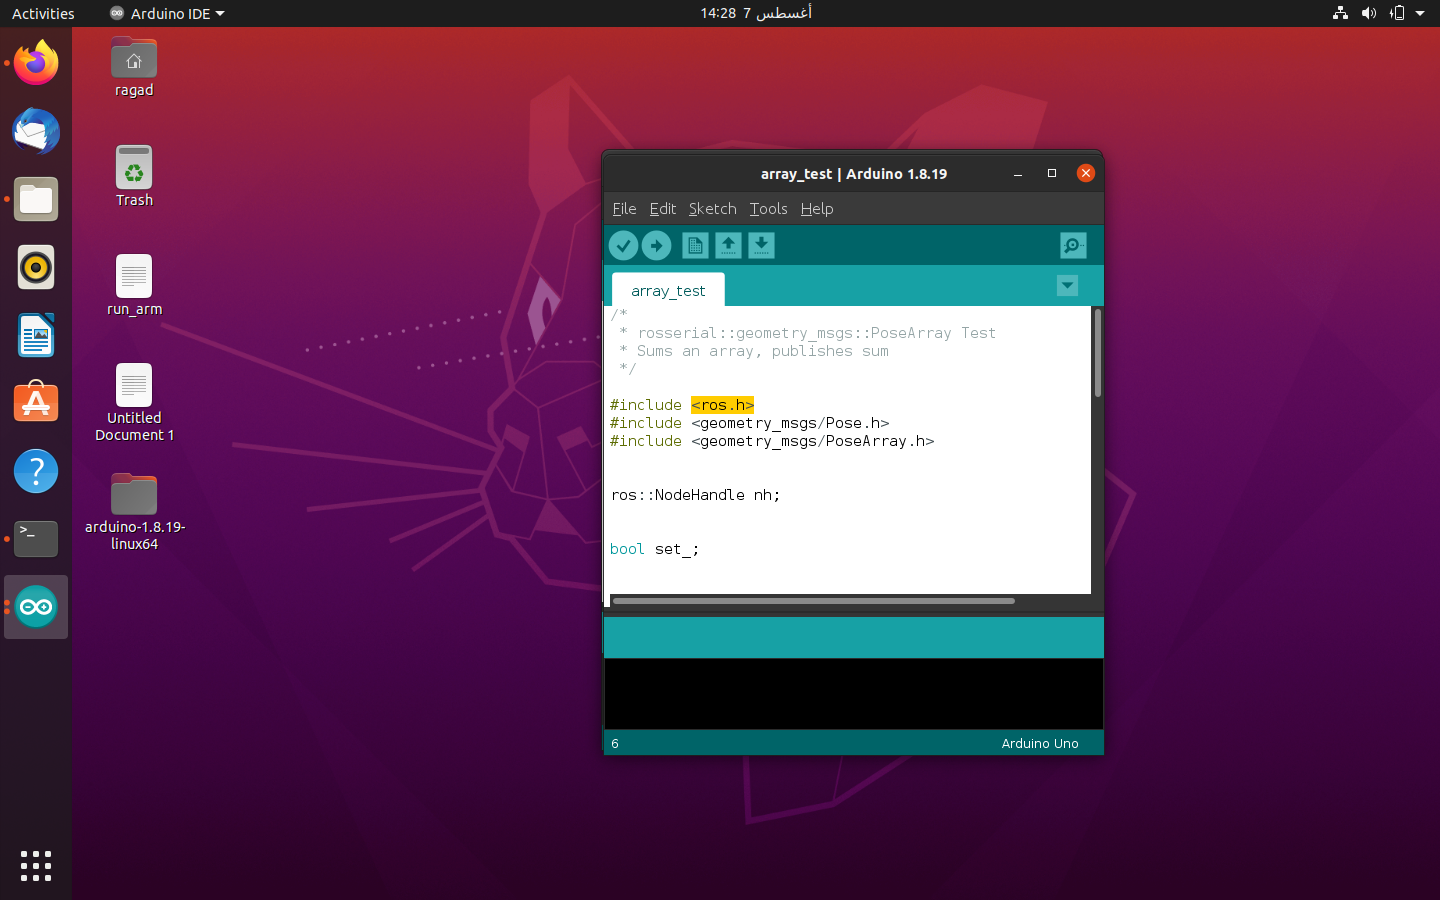 Activities
Arduino IDE
14:28 7 أغسطس
ragad
Trash
run_arm
Untitled
Document 1
arduino-1.8.19-
linux64
array_test | Arduino 1.8.19
File Edit Sketch Tools Help
array_test
/*
* rosserial::geometry_msgs::PoseArray Test
* Sums an array, publishes sum
*/
#include <ros.h>
#include <geometry_msgs/Pose.h>
#include <geometry_msgs/PoseArray.h>
ros::NodeHandle nh;
bool set_;
6
Arduino Uno